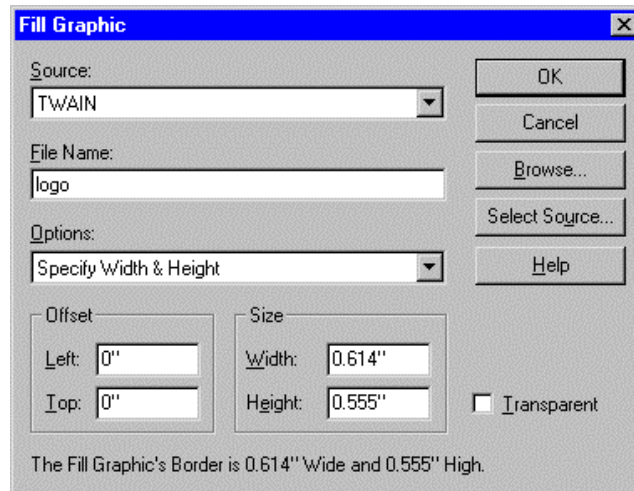 Fill Graphic
Source:
TWAIN
OK
Cancel
File Name:
logo
Browse...
Select Source...
Options:
Specify Width & Height
Help
Offset
Size
Left: 0"
Width: 0.614"
Top: 0"
Height: 0.555"
Transparent
The Fill Graphic's Border is 0.614" Wide and 0.555" High.